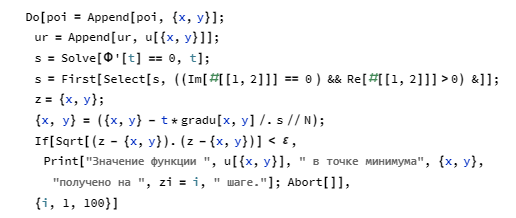 Do[poi = Append[poi, {x, y}];
ur = Append[ur, u[{x, y}]];
s = Solve[Φ'[t] == 0, t];
s = First[Select[s, ((Im[#[[1, 2]]] == 0 ) && Re[#[[1, 2]]] > 0) &]];
z = {x, y};
{x, y} = ({x, y} - t * gradu[x, y] /. s // N);
If[Sqrt[(z - {x, y}).(z - {x, y})] < ε,
Print["Значение функции ", u[{x, y}], " в точке минимума", {x, y},
"получено на ", zi = i, " шаге."]; Abort[]],
{i, 1, 100}]